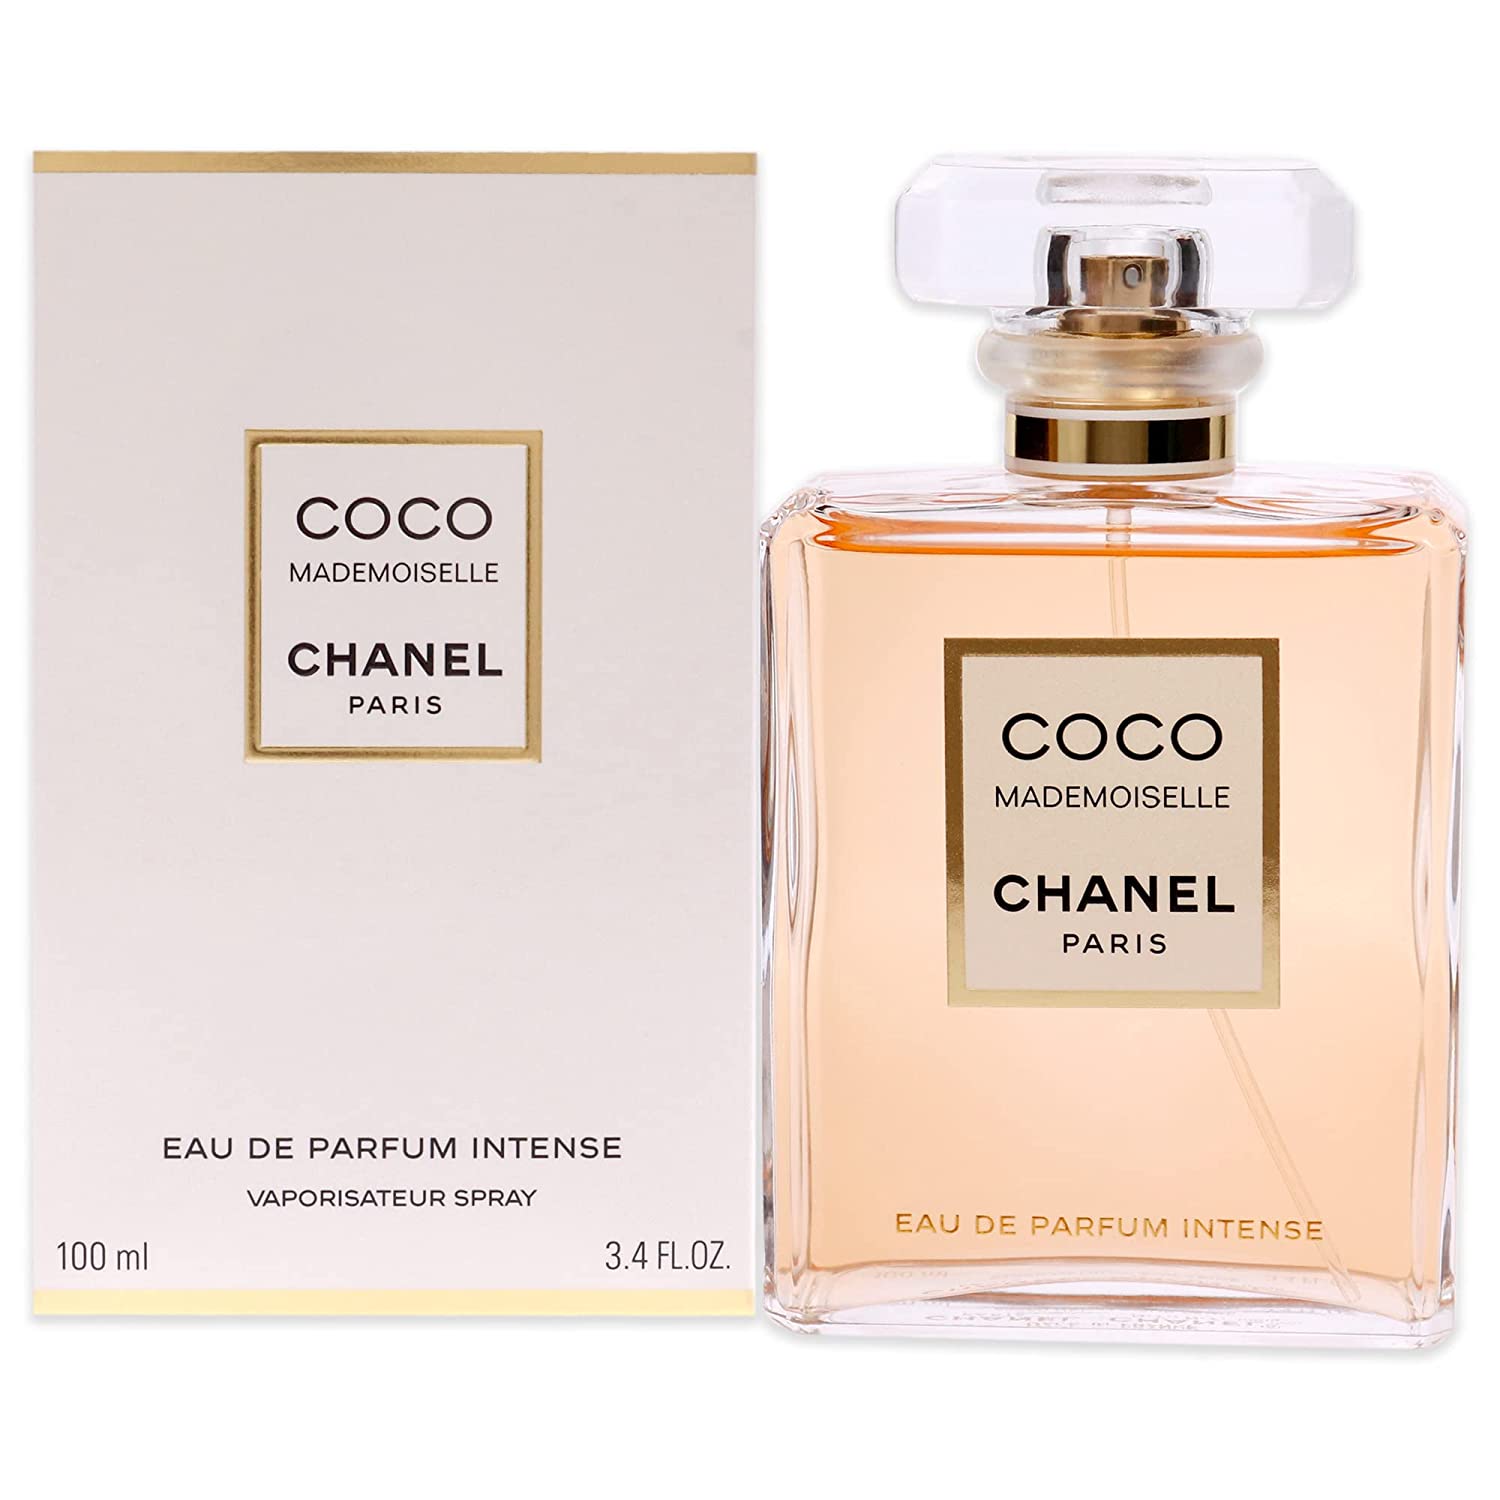 COCO
MADEMOISELLE
CHANEL
PARIS
EAU DE PARFUM INTENSE
VAPORISATEUR SPRAY
100 ml
3.4 FL.OZ.
COCO
MADEMOISELLE
CHANEL
PARIS
EAU DE PARFUM INTENSE